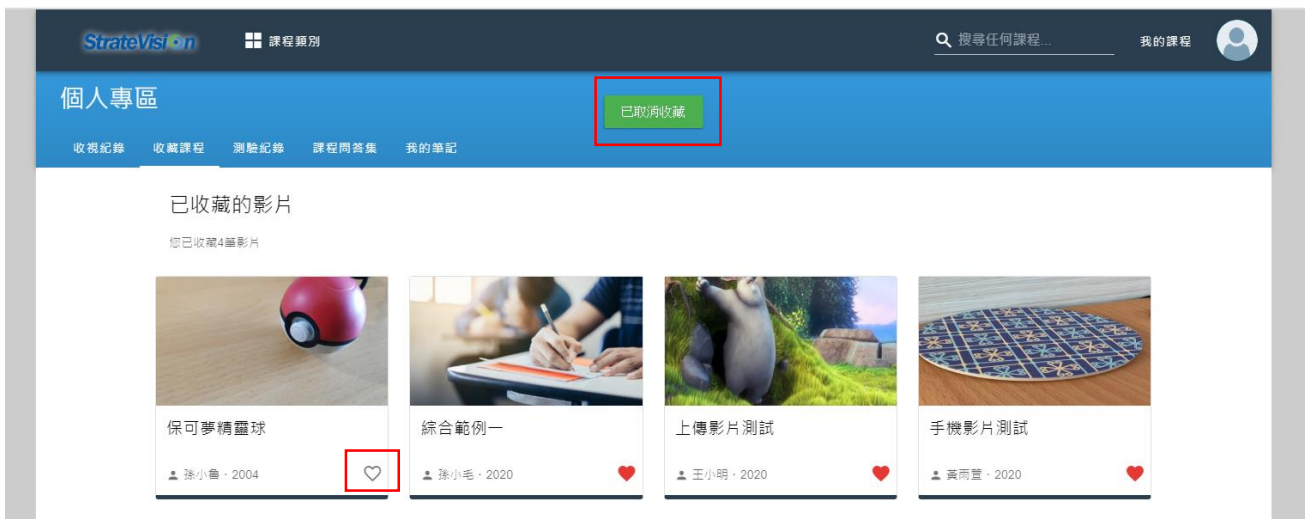 StrateVision
課程類別
搜尋任何課程...
我的課程
個人專區
已取消收藏
收視紀錄
收藏課程
測驗紀錄
課程問答集
我的筆記
已收藏的影片
您已收藏4筆影片
保可夢精靈球
孫小魯 · 2004
綜合範例一
孫小毛 · 2020
上傳影片測試
王小明 · 2020
手機影片測試
黃雨萱 · 2020